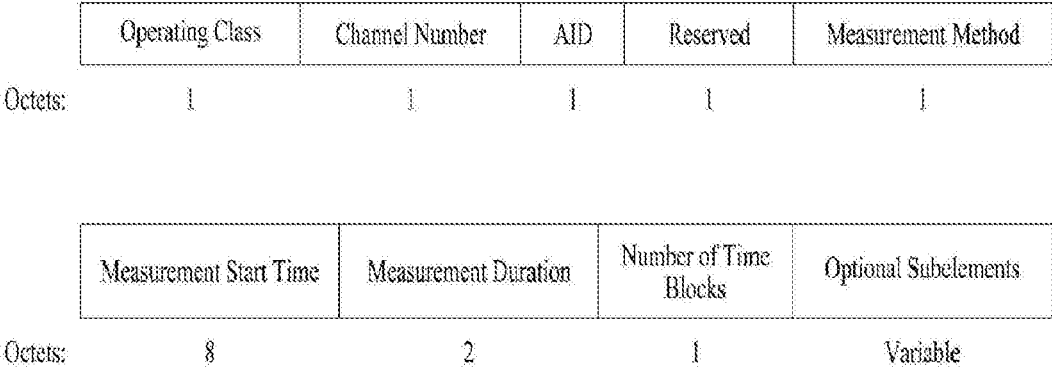 Operating Class Channel Number AID Reserved Measurement Method
Octets: 1 1 1 1 1
Measurement Start Time Measurement Duration Number of Time Blocks Optional Subelements
Octets: 8 2 1 Variable